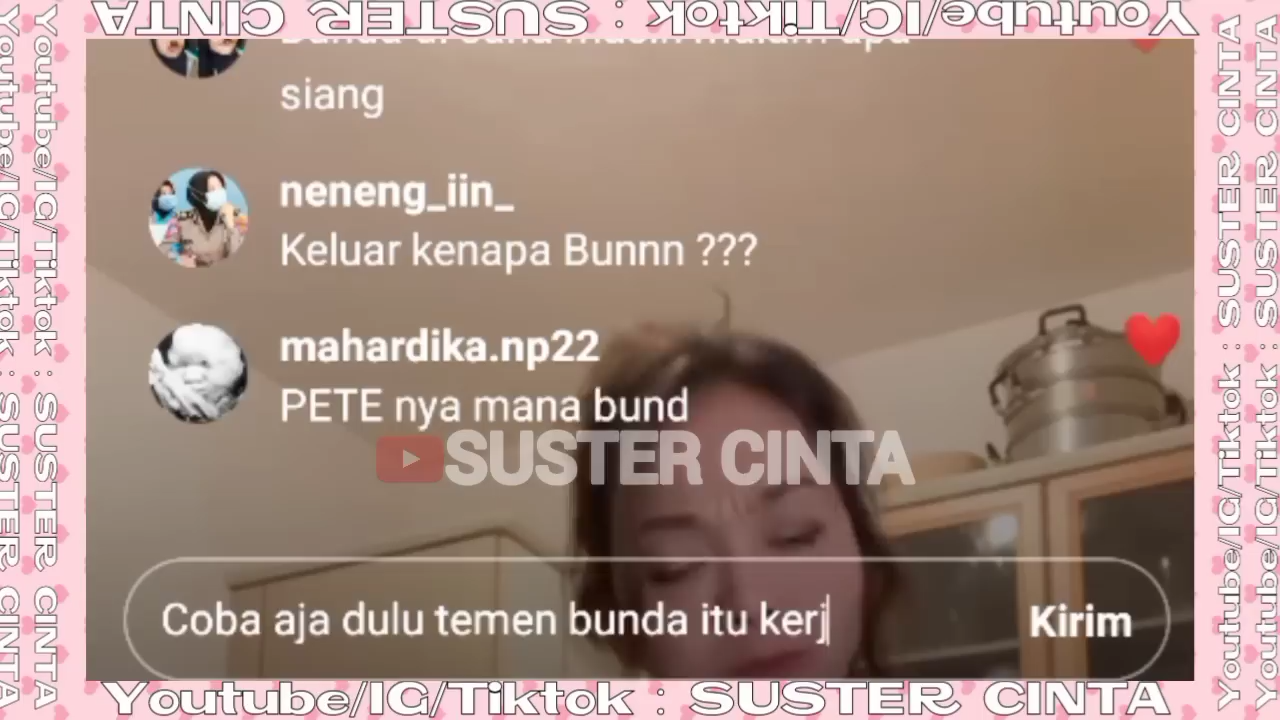 Youtube/IG/Tiktok : SUSTER CINTA
siang
neneng_iin_
Keluar kenapa Bunnn ???
mahardika.np22
PETE nya mana bund
SUSTER CINTA
Coba aja dulu temen bunda itu kerj
Kirim
Youtube/IG/Tiktok : SUSTER CINTA
Youtube/IG/Tiktok : SUSTER CINTA
Youtube/IG/Tiktok : SUSTER CINTA
Youtube/IG/Tiktok : SUSTER CINTA
Youtube/IG/Tiktok : SUSTER CINTA